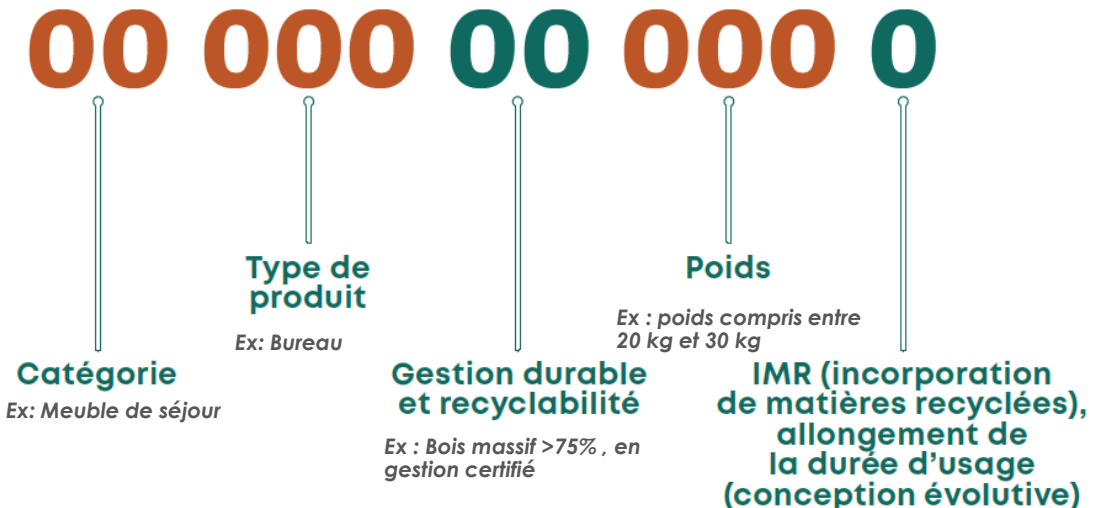 00 000 00 000 0
Type de
produit
Ex: Bureau
Poids
Ex : poids compris entre
20 kg et 30 kg
Catégorie
Ex: Meuble de séjour
Gestion durable
et recyclabilité
Ex : Bois massif >75% , en
gestion certifié
IMR (incorporation
de matières recyclées),
allongement de
la durée d'usage
(conception évolutive)